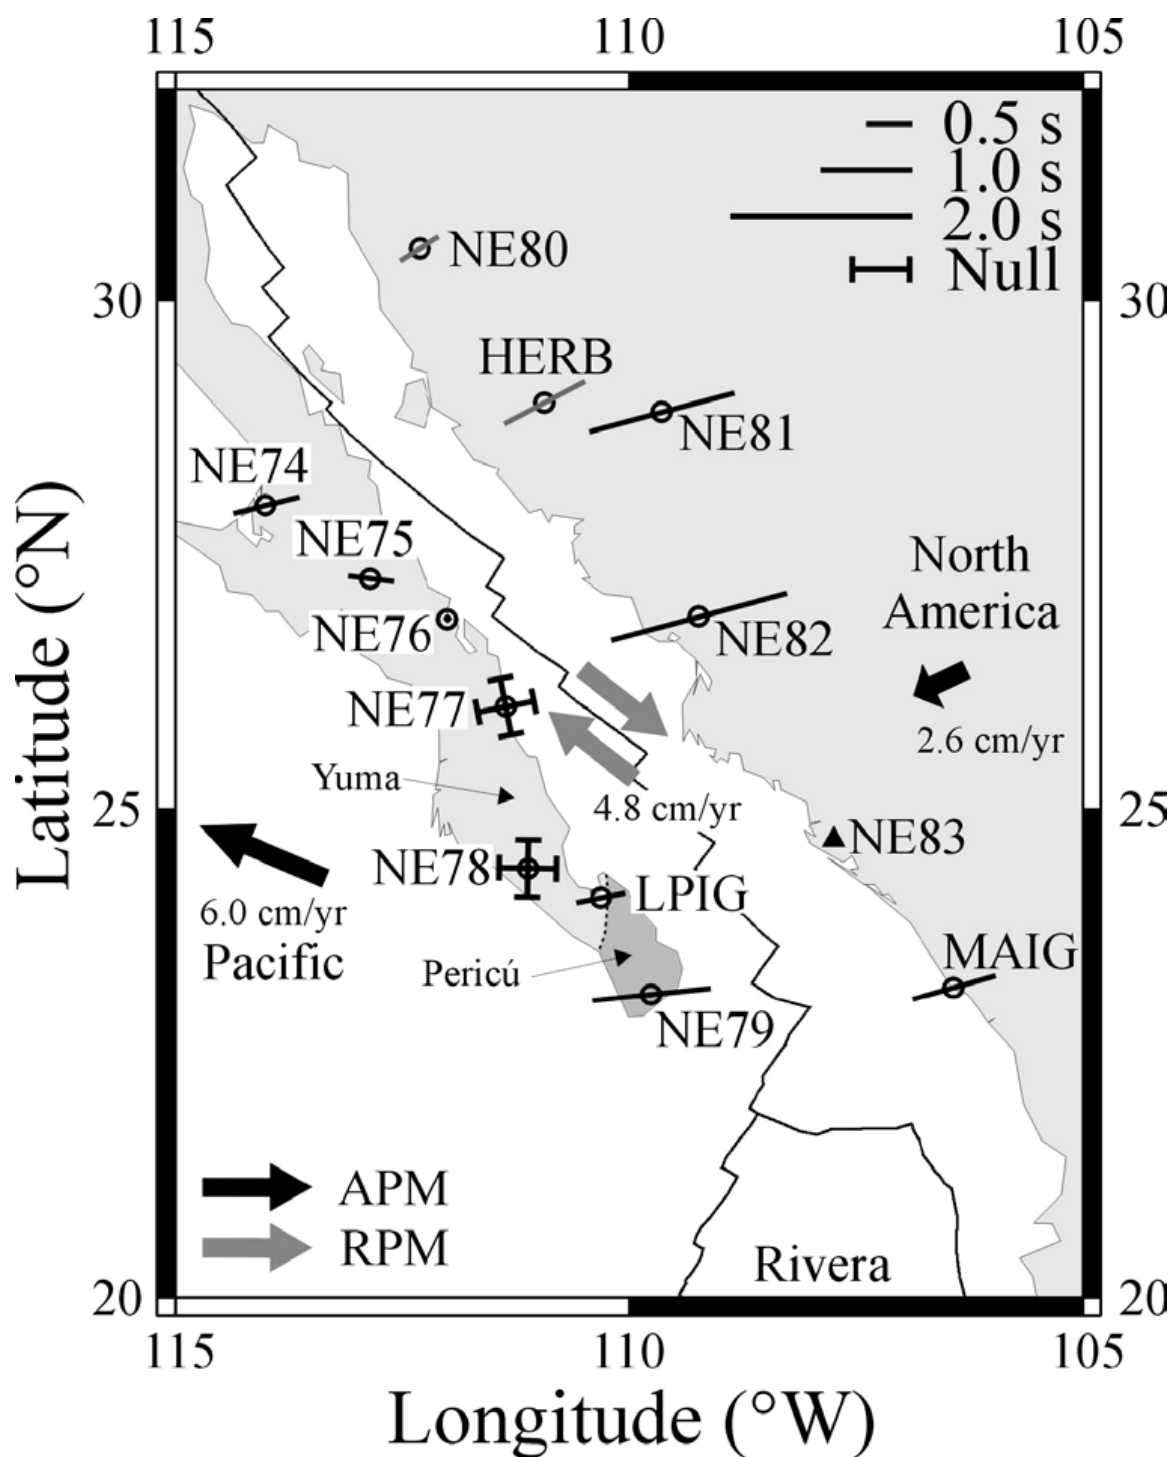 115 110 105
0.5 s
1.0 s
2.0 s
Null
NE80
30 30
HERB
NE81
NE74
NE75
North
America
NE76
NE82
NE77
2.6 cm/yr
Yuma
4.8 cm/yr
25 25
NE83
NE78
LPIG
6.0 cm/yr
Pacific
MAIG
Pericú
NE79
APM
RPM
Rivera
20 20
115 110 105
Latitude (°N)
Longitude (°W)